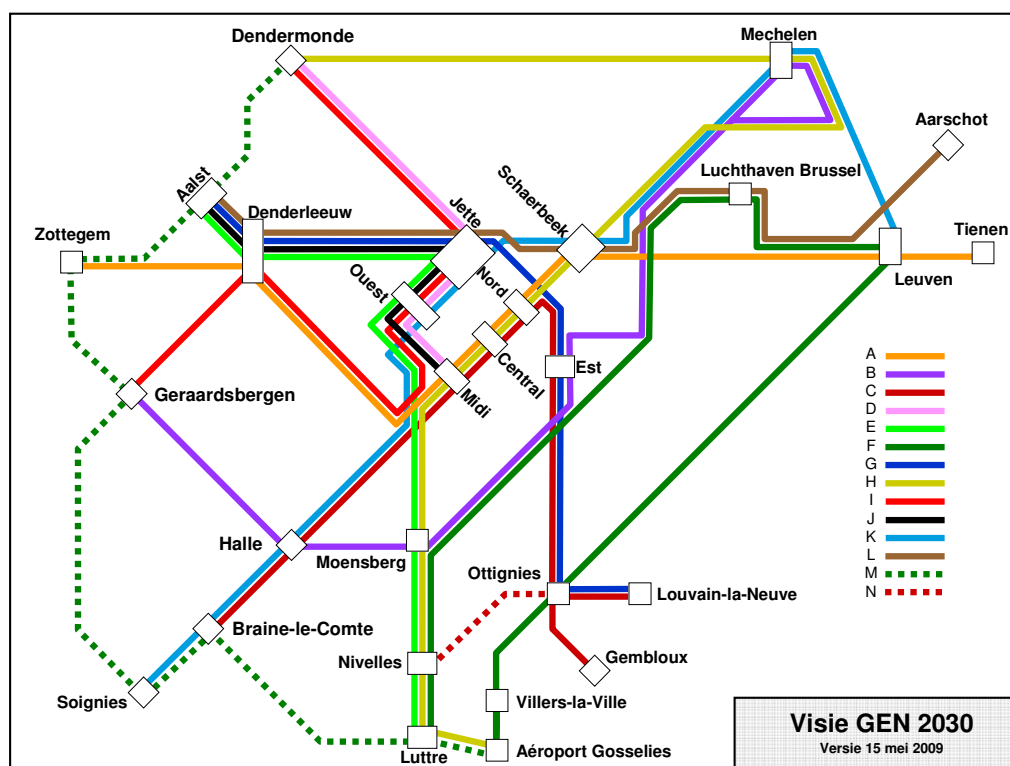 Dendermonde
Mechelen
Aarschot
Aalst
Luchthaven Brussel
Schaerbeek
Jette
Denderleeuw
Zottegem
Tienen
Leuven
Ouest
Nord
Central
Est
Midi
A
B
C
D
E
F
G
H
I
J
K
L
M
N
Geraardsbergen
Halle
Moensberg
Ottignies
Louvain-la-Neuve
Braine-le-Comte
Nivelles
Gembloux
Soignies
Villers-la-Ville
Luttre
Aéroport Gosselies
Visie GEN 2030
Versie 15 mei 2009